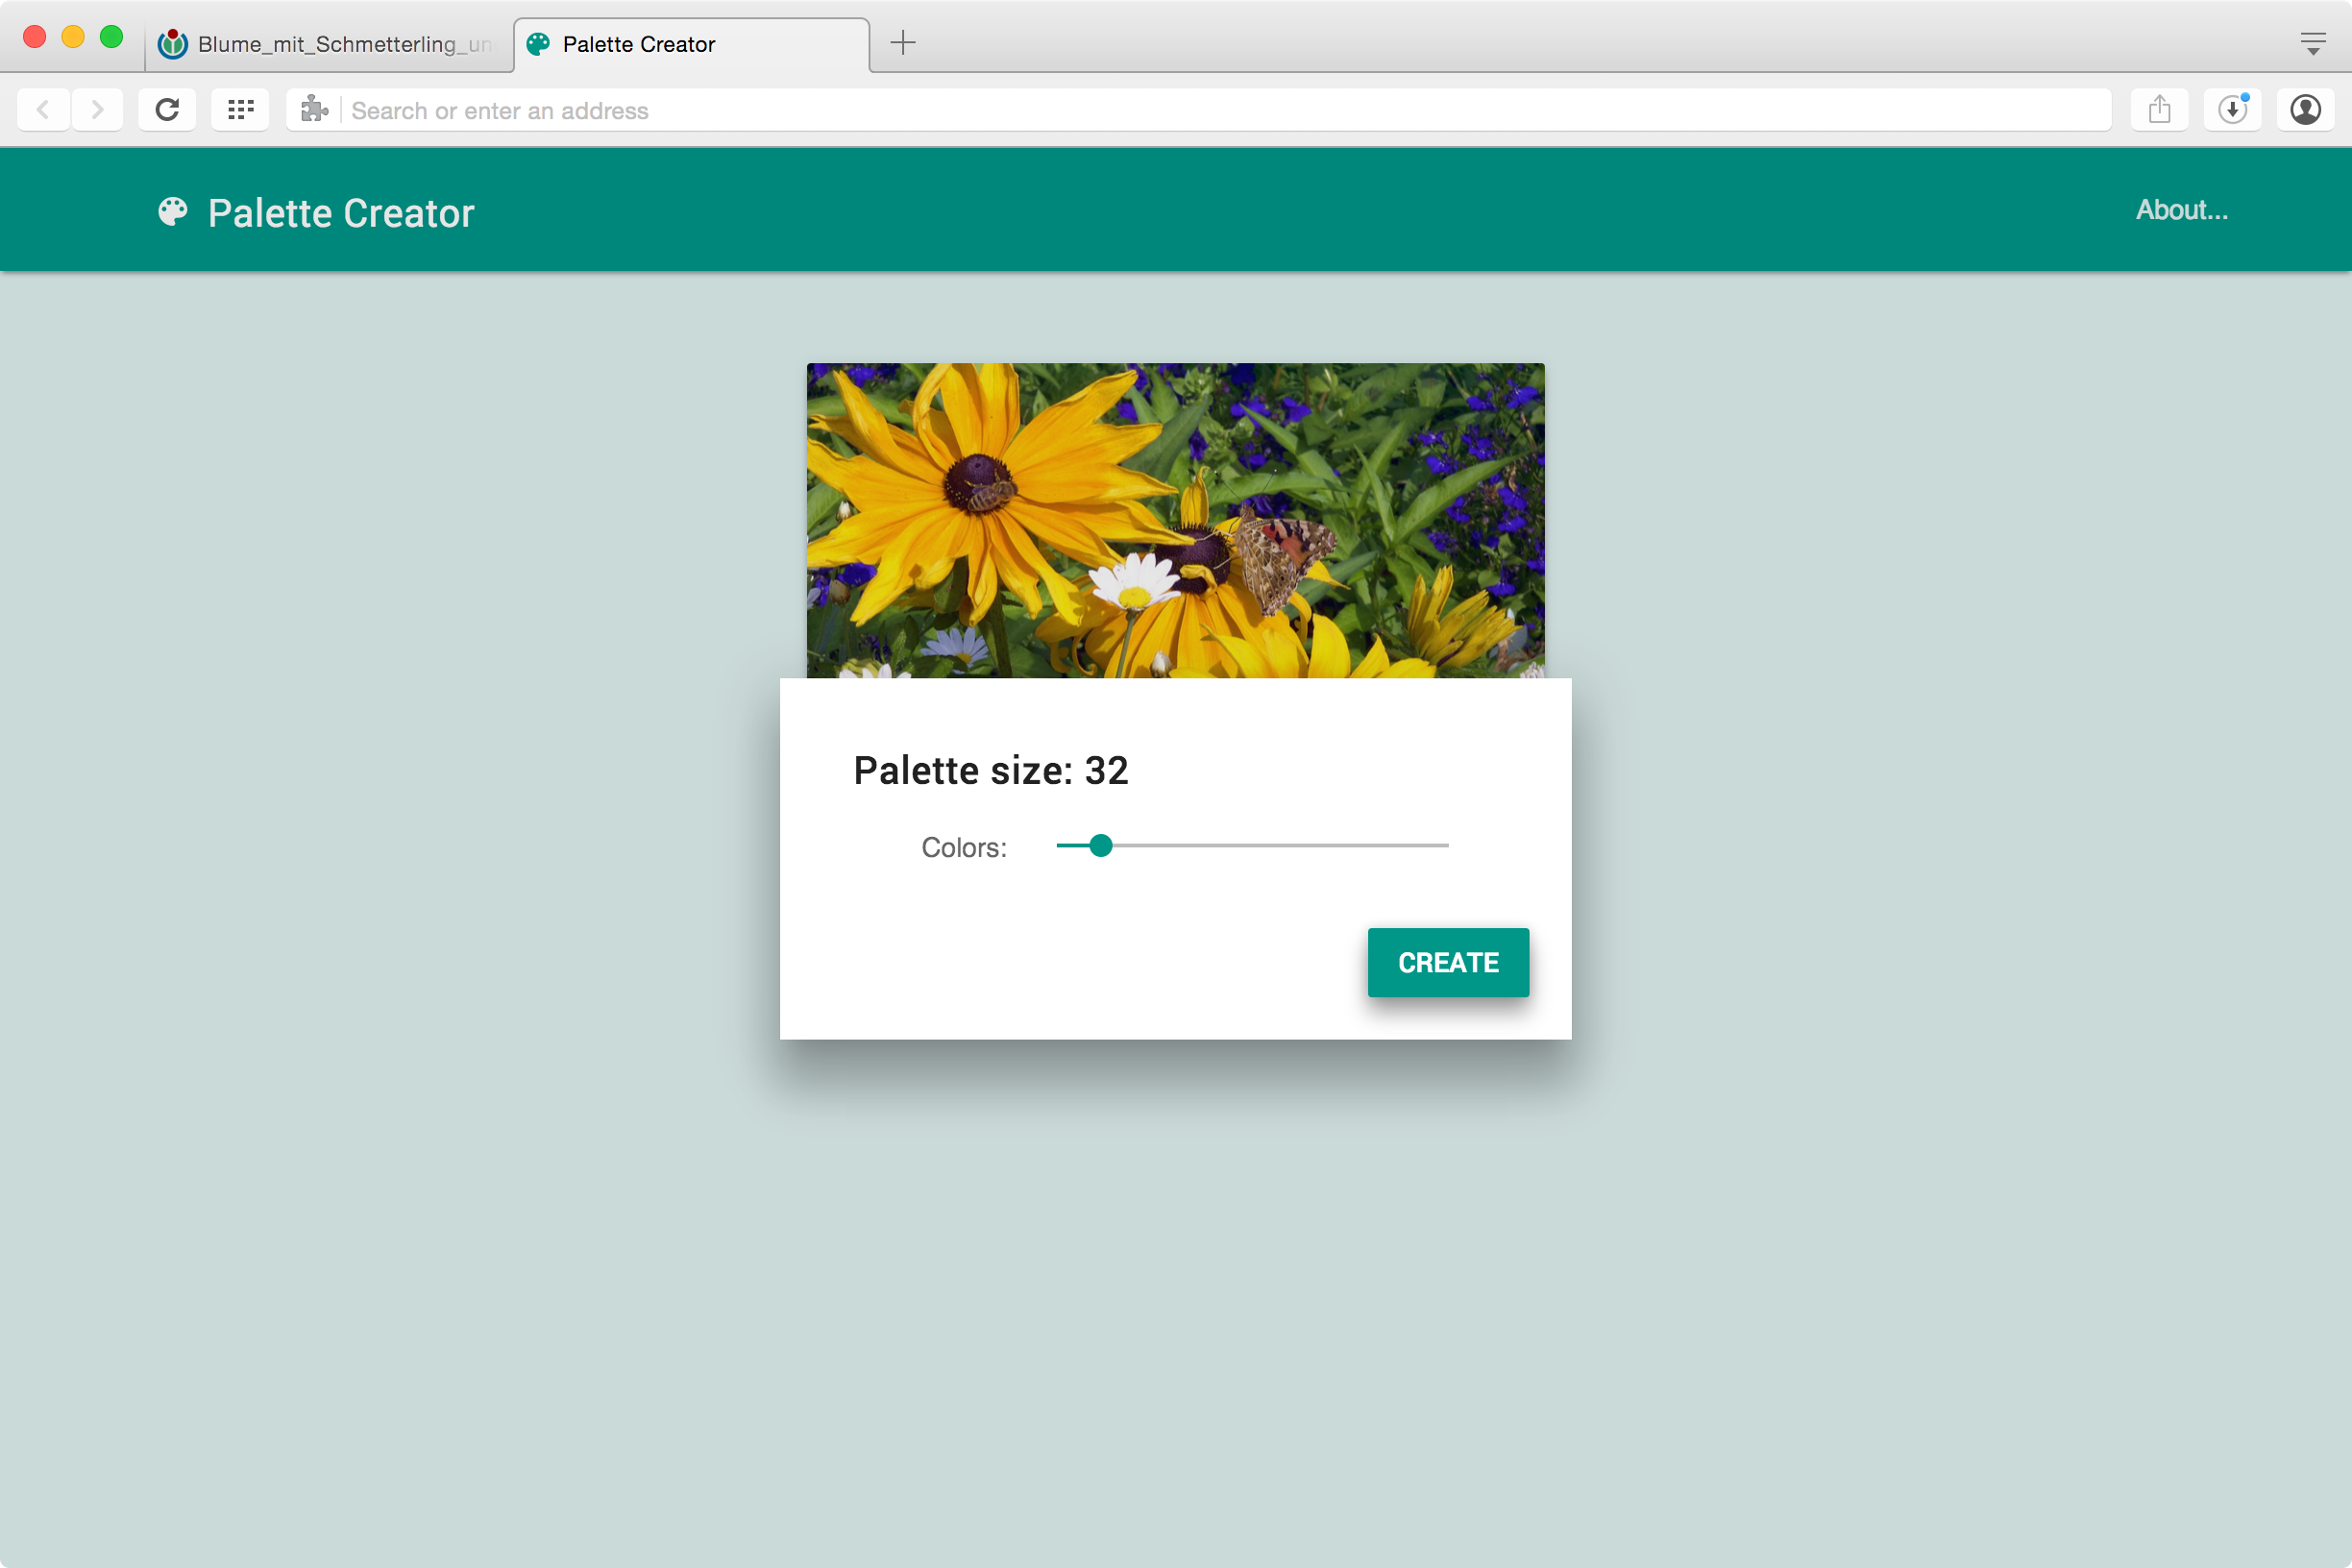 Blume_mit_Schmetterling_un
Palette Creator
Search or enter an address
Palette Creator
About...
Palette size: 32
Colors:
CREATE